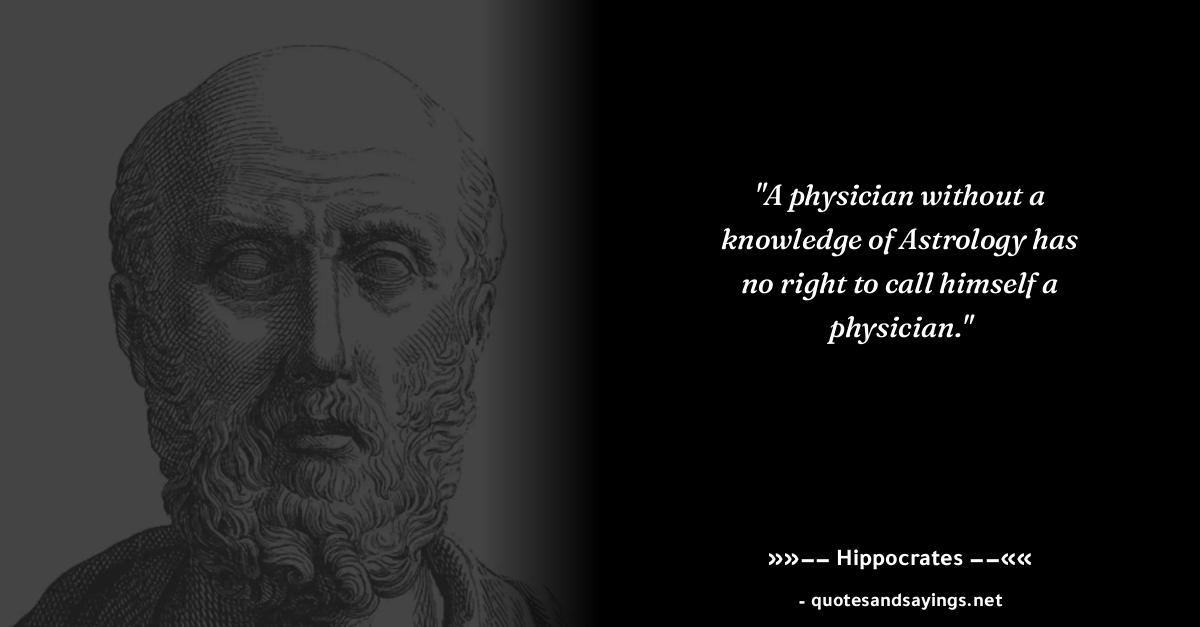 "A physician without a
knowledge of Astrology has
no right to call himself a
physician."
»»–– Hippocrates ––««
- quotesandsayings.net